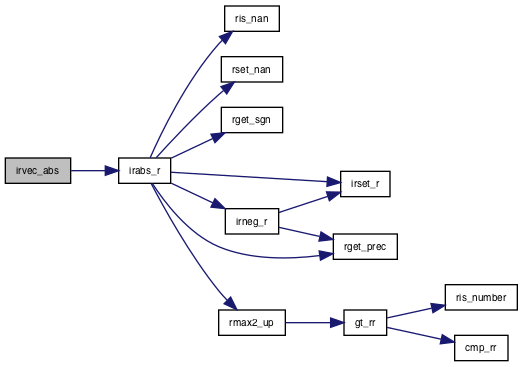 ris_nan
rset_nan
rget_sgn
irvec_abs
irabs_r
irset_r
irneg_r
rget_prec
ris_number
rmax2_up
gt_rr
cmp_rr